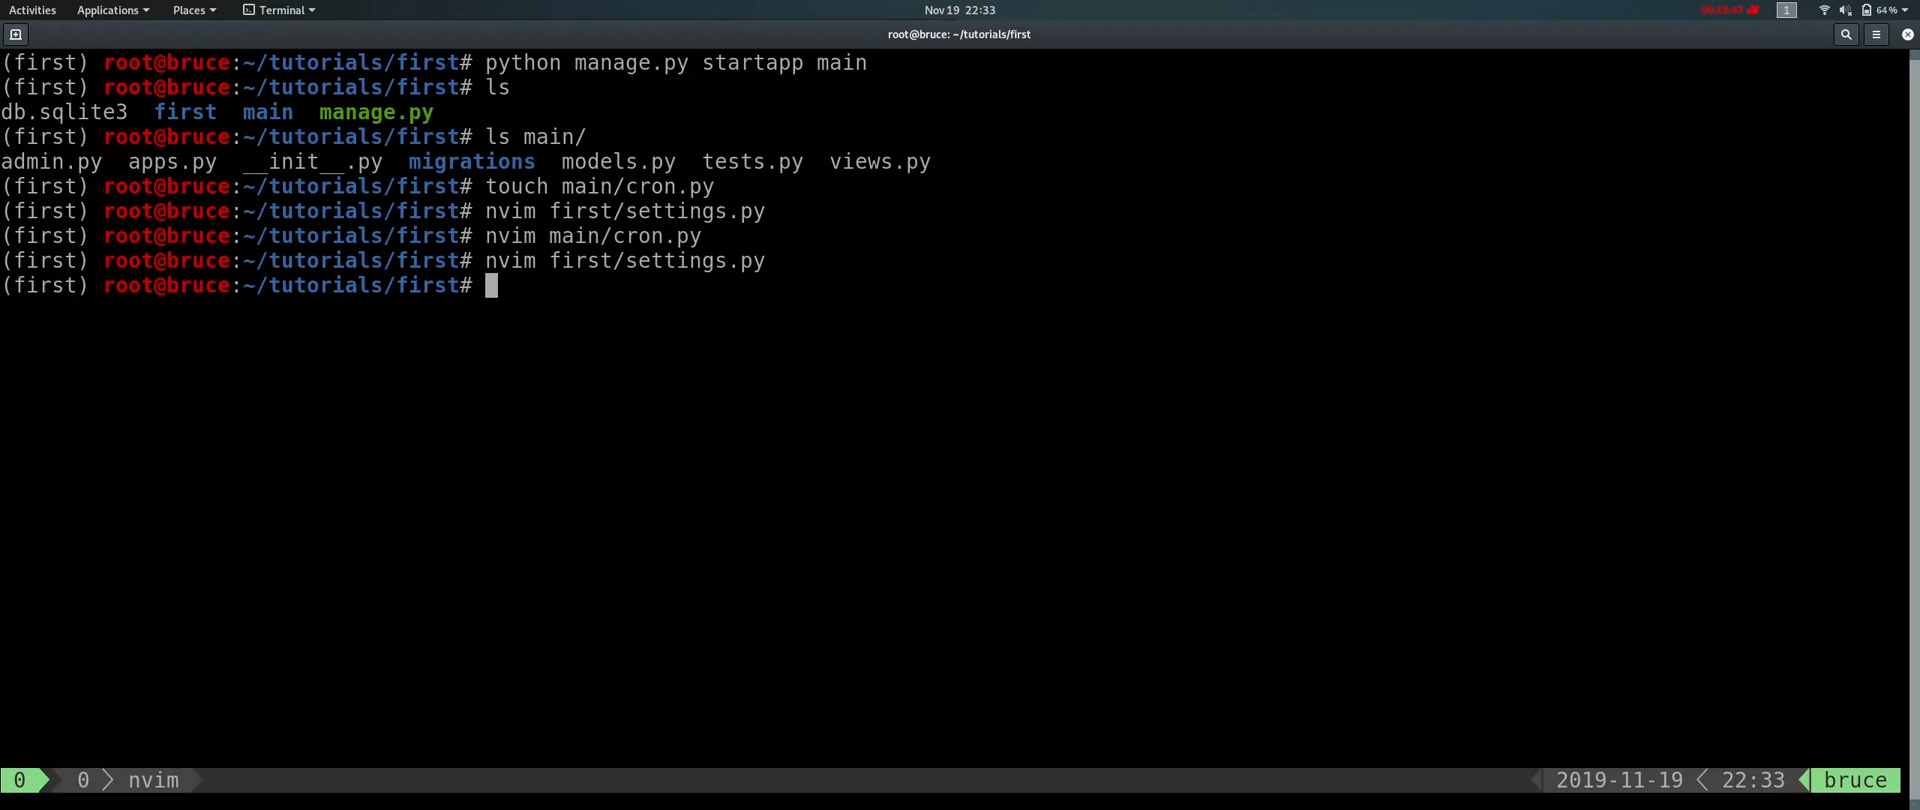 Activities Applications Places Terminal Nov 19 22:33 00:15:47 1 64%
root@bruce: ~/tutorials/first
(first) root@bruce:~/tutorials/first# python manage.py startapp main
(first) root@bruce:~/tutorials/first# ls
db.sqlite3 first main manage.py
(first) root@bruce:~/tutorials/first# ls main/
admin.py apps.py __init__.py migrations models.py tests.py views.py
(first) root@bruce:~/tutorials/first# touch main/cron.py
(first) root@bruce:~/tutorials/first# nvim first/settings.py
(first) root@bruce:~/tutorials/first# nvim main/cron.py
(first) root@bruce:~/tutorials/first# nvim first/settings.py
(first) root@bruce:~/tutorials/first#
0 0 nvim 2019-11-19 22:33 bruce